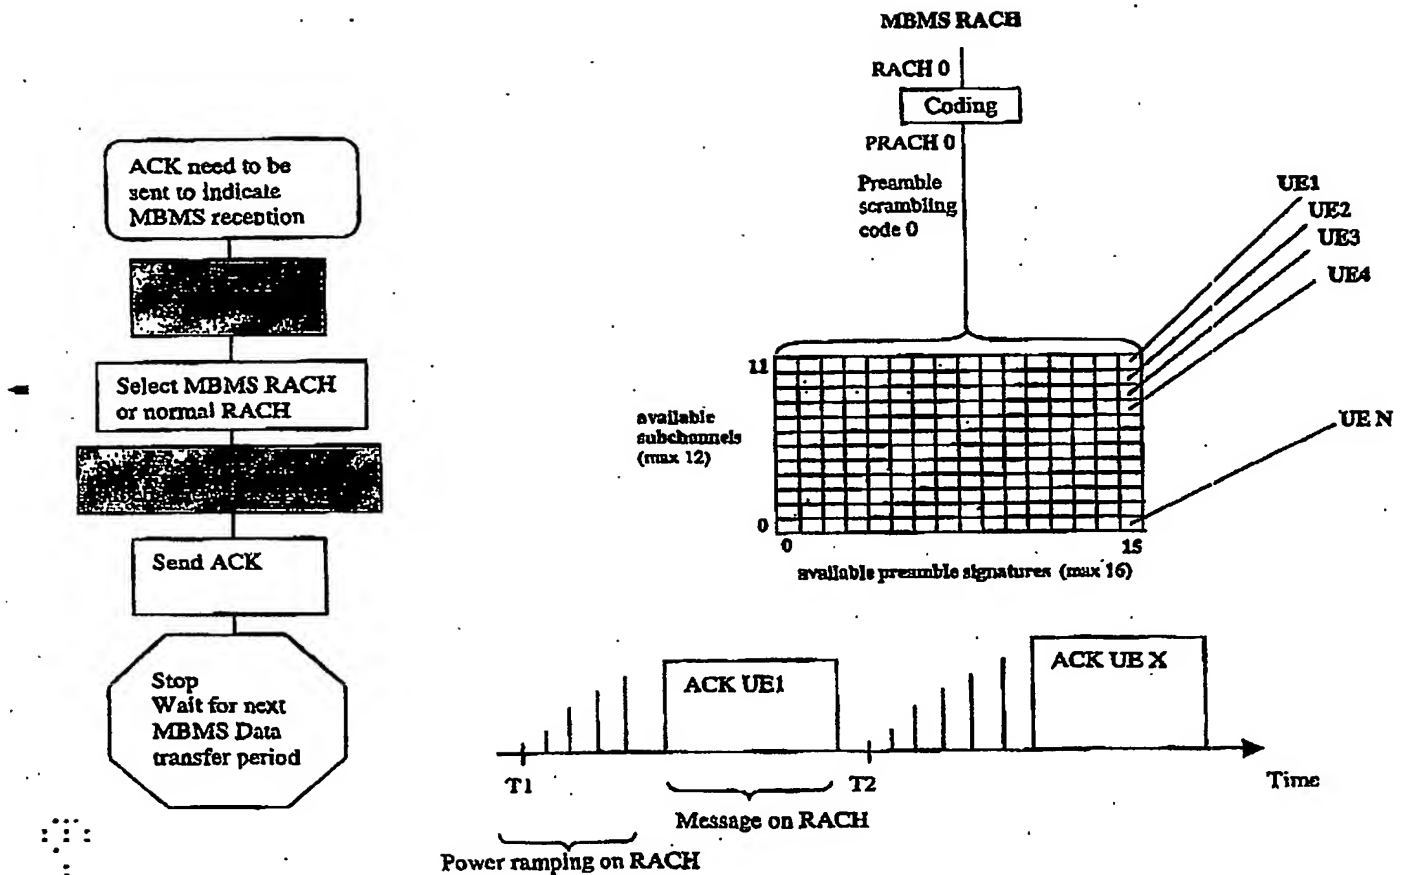 ACK need to be
sent to indicate
MBMS reception
Select MBMS RACH
or normal RACH
Send ACK
Stop
Wait for next
MBMS Data
transfer period
MBMS RACH
RACH 0
Coding
PRACH 0
Preamble
scrambling
code 0
UE1
UE2
UE3
UE4
UE N
11
available
subchannels
(max 12)
0
0
15
available preamble signatures (max 16)
ACK UE1
ACK UE X
T1
T2
Time
Message on RACH
Power ramping on RACH